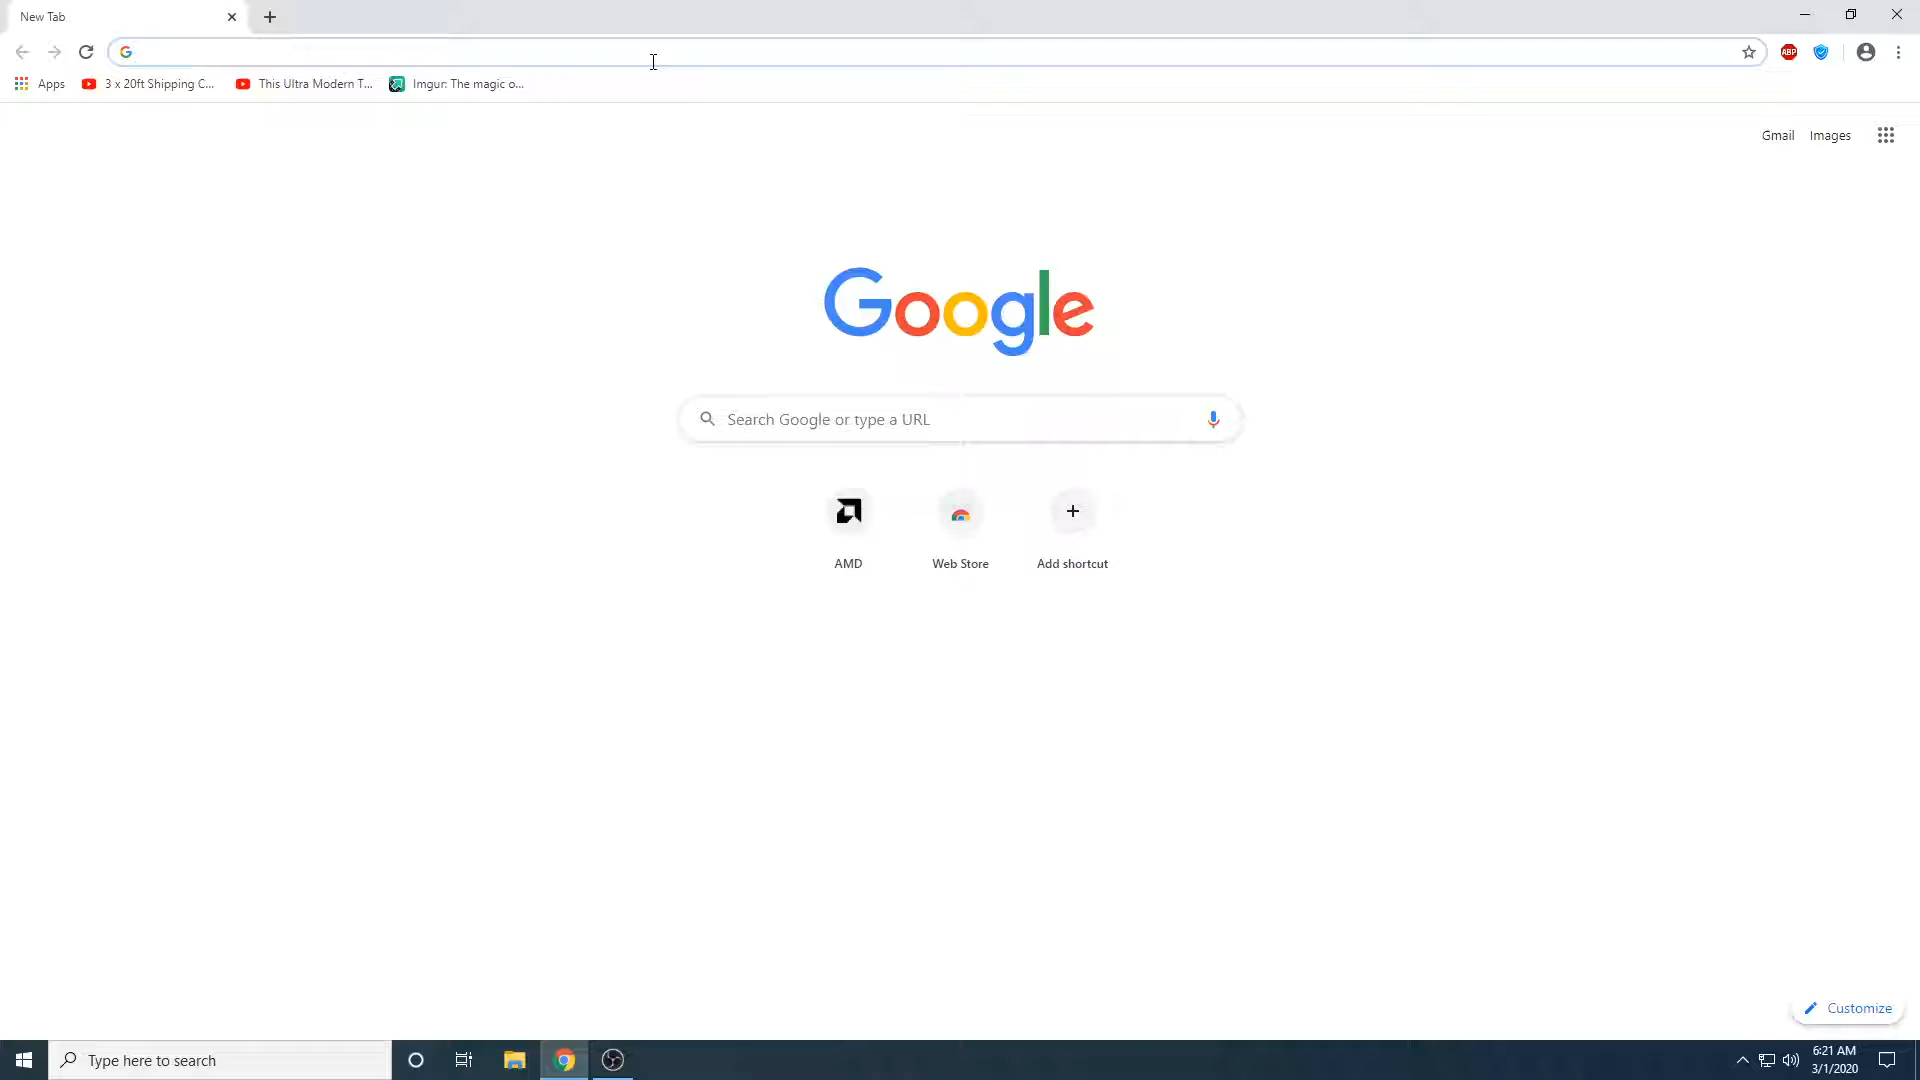 New Tab
Apps 3 x 20ft Shipping C... This Ultra Modern T... Imgur: The magic o...
ABP
Gmail Images
Google
Search Google or type a URL
AMD Web Store Add shortcut
Customize
Type here to search
6:21 AM
3/1/2020